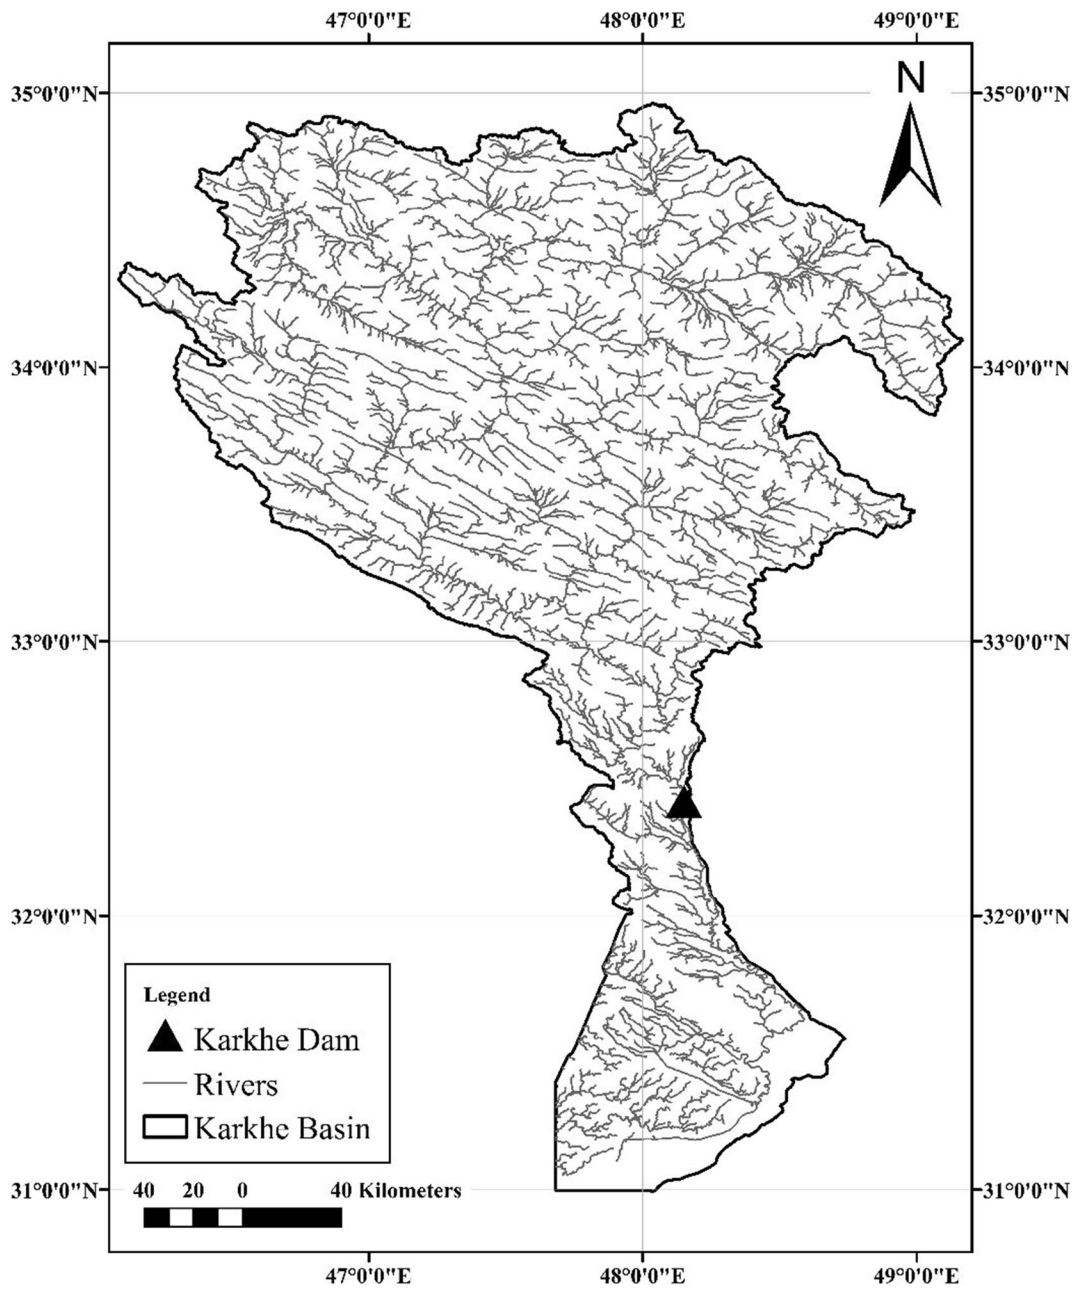 47°0'0"E 48°0'0"E 49°0'0"E
N
35°0'0"N 35°0'0"N
34°0'0"N 34°0'0"N
33°0'0"N 33°0'0"N
32°0'0"N 32°0'0"N
Legend
Karkhe Dam
Rivers
Karkhe Basin
31°0'0"N 31°0'0"N
40 20 0 40 Kilometers
47°0'0"E 48°0'0"E 49°0'0"E